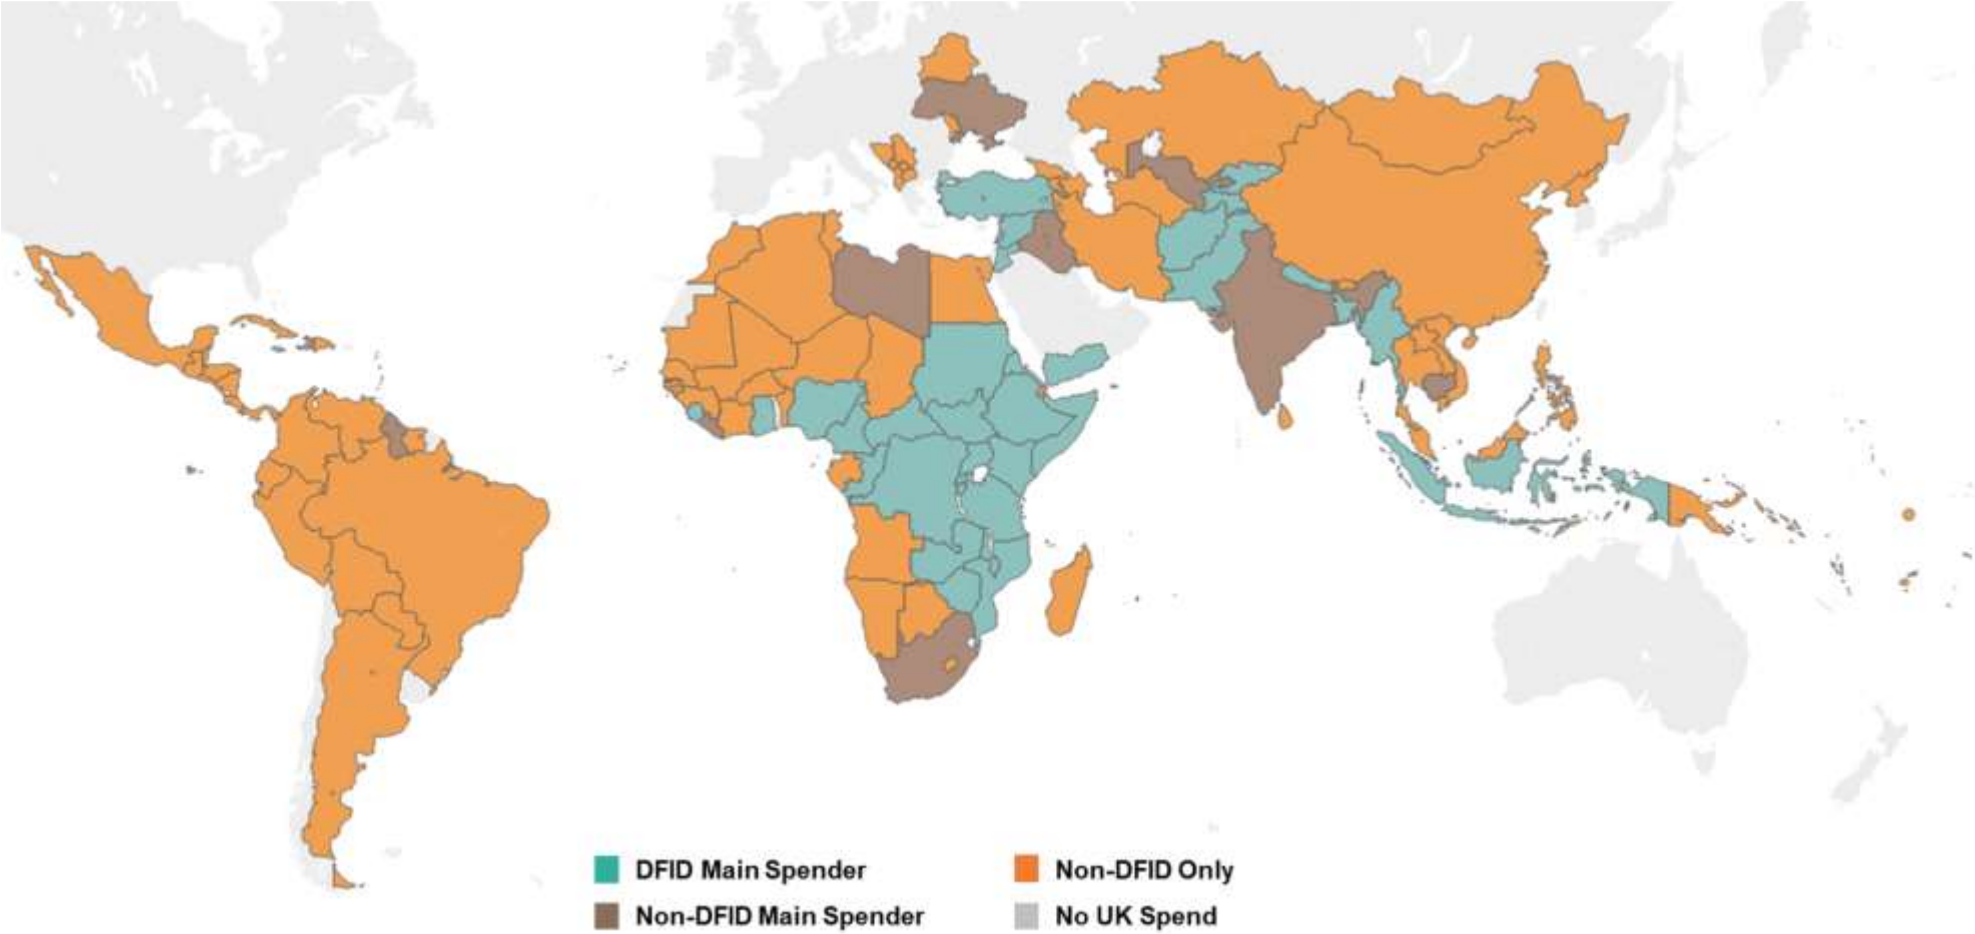 DFID Main Spender
Non-DFID Only
Non-DFID Main Spender
No UK Spend